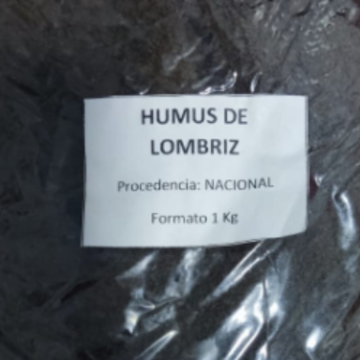 HUMUS DE
LOMBRIZ
Procedencia: NACIONAL
Formato 1 Kg